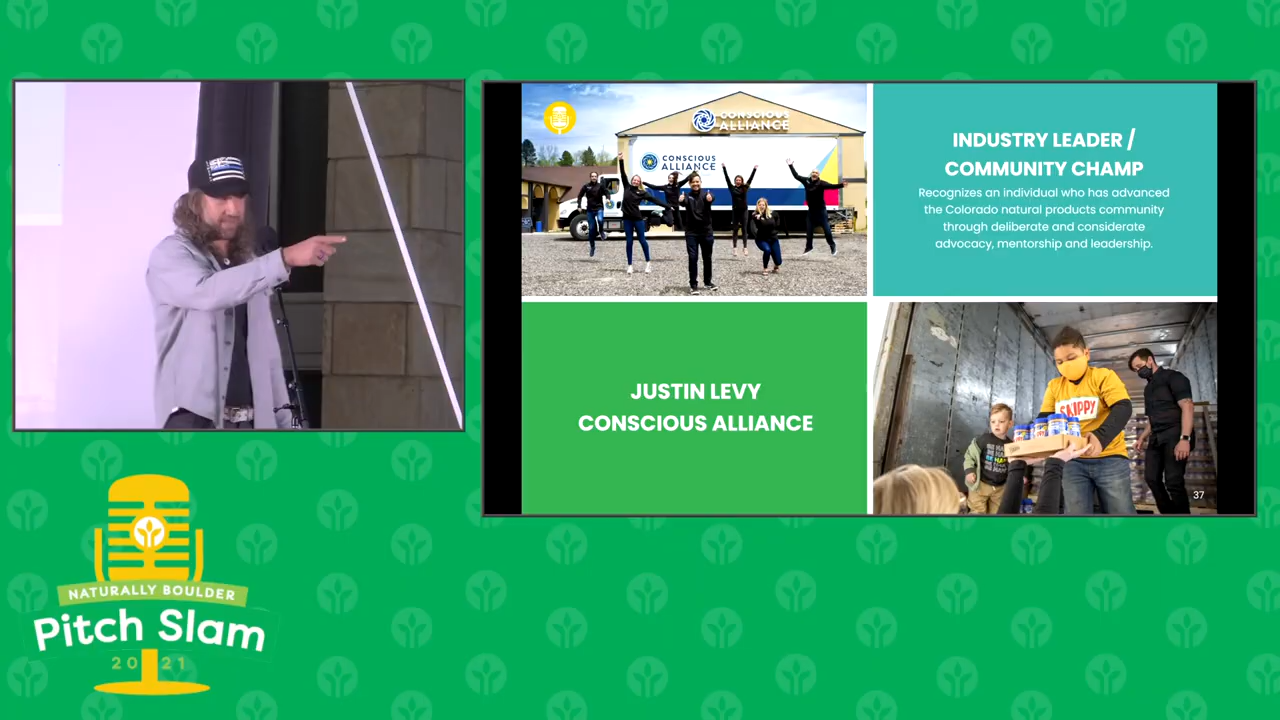 CONSCIOUS
ALLIANCE
CONSCIOUS
ALLIANCE
INDUSTRY LEADER /
COMMUNITY CHAMP
Recognizes an individual who has advanced
the Colorado natural products community
through deliberate and considerate
advocacy, mentorship and leadership.
JUSTIN LEVY
CONSCIOUS ALLIANCE
SKIPPY
37
NATURALLY BOULDER
Pitch Slam
2021